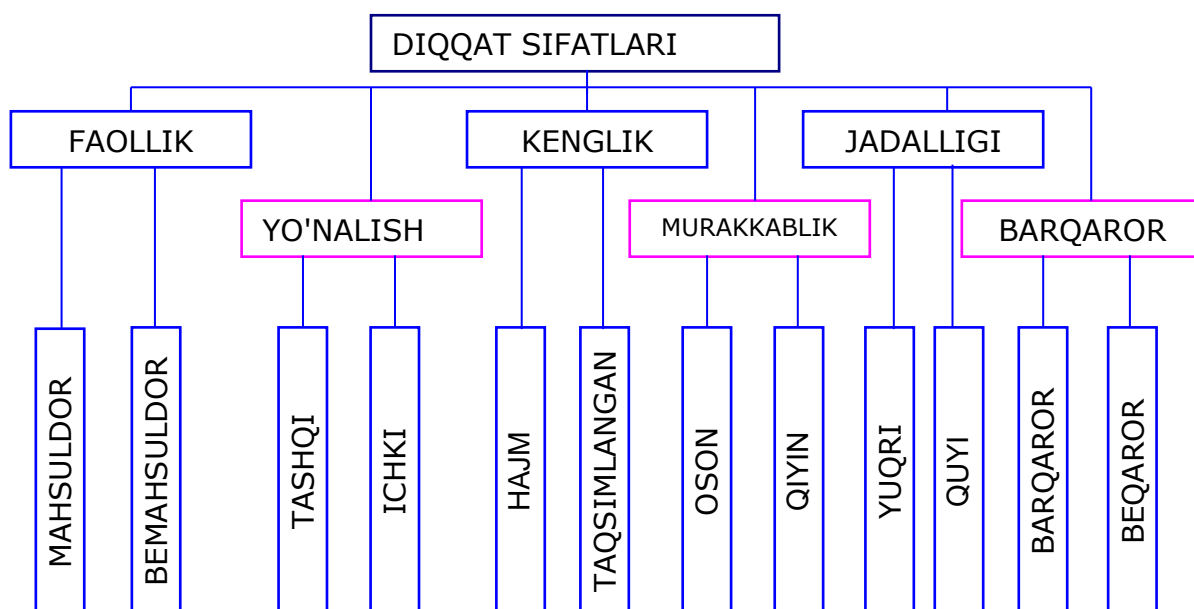 DIQQAT SIFATLARI
FAOLLIK
KENGLIK
JADALLIGI
YO'NALISH
MURAKKABLIK
BARQAROR
MAHSULDOR
BEMAHSULDOR
TASHQI
ICHKI
HAJM
TAQSIMLANGAN
OSON
QIYIN
YUQRI
QUYI
BARQAROR
BEQAROR